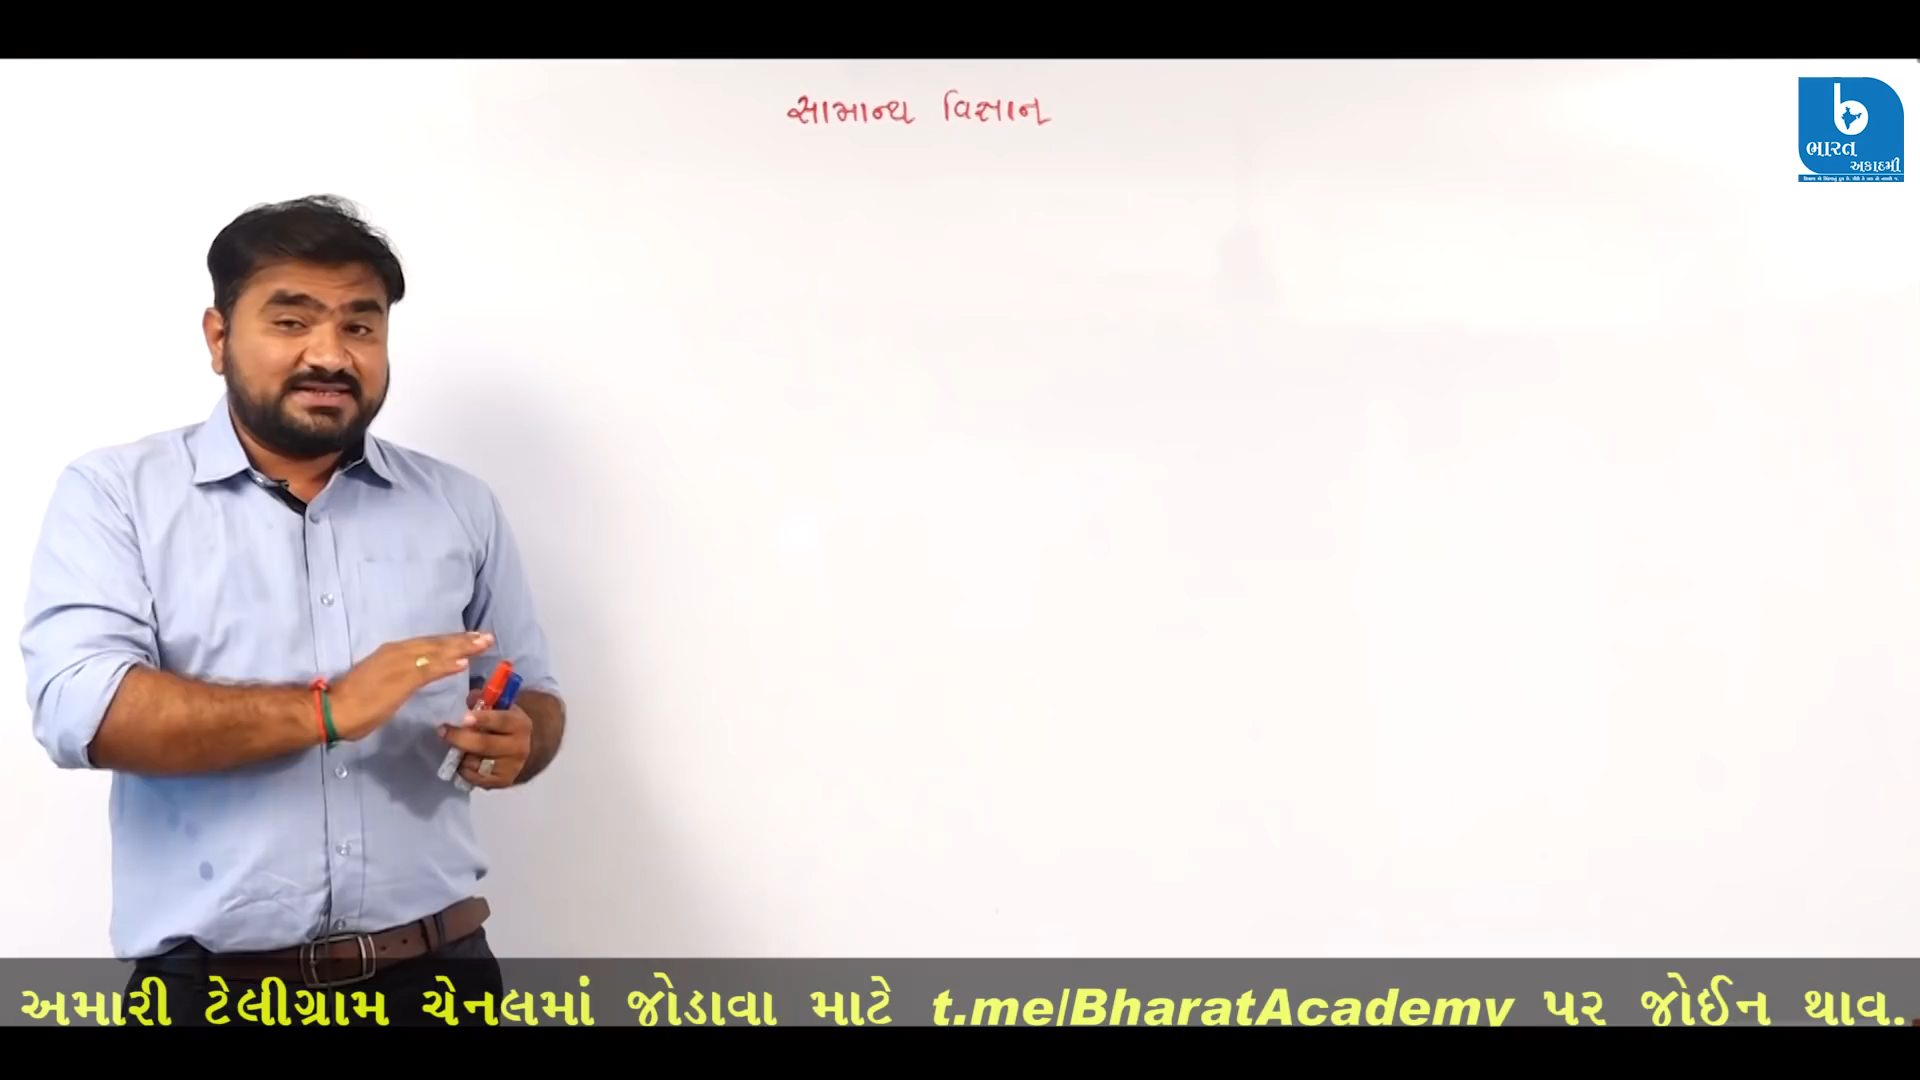 સામાન્ય વિજ્ઞાન
b
ભારત
અકાદમી
અમારી ટેલીગ્રામ ચેનલમાં જોડાવા માટે t.me/BharatAcademy પર જોઈન થાવ.